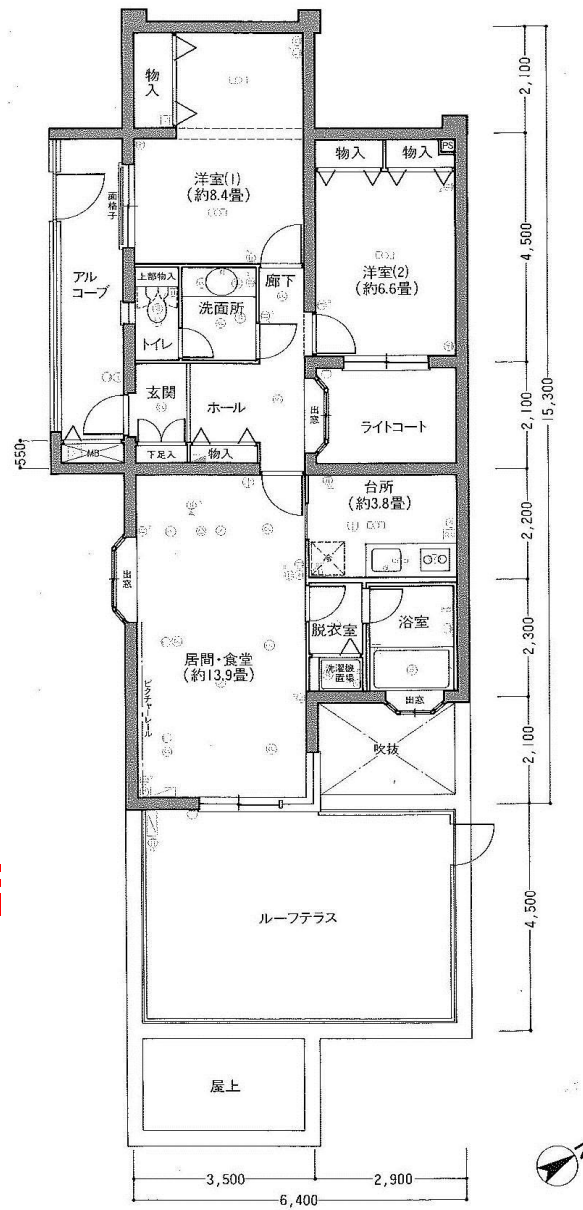 物入
2,100
物入
物入
PS
洋室(1)
(約8.4畳)
面格子
4,500
アル
コーブ
洋室(2)
(約6.6畳)
上部物入
洗面所
廊下
トイレ
玄関
ホール
出窓
ライトコート
2,100
15,300
550
MB
下足入
物入
台所
(約3.8畳)
2,200
冷
出窓
脱衣室
浴室
2,300
居間・食堂
(約13.9畳)
洗濯機
置場
ピクチャーレール
出窓
吹抜
2,100
ルーフテラス
4,500
屋上
3,500
2,900
6,400